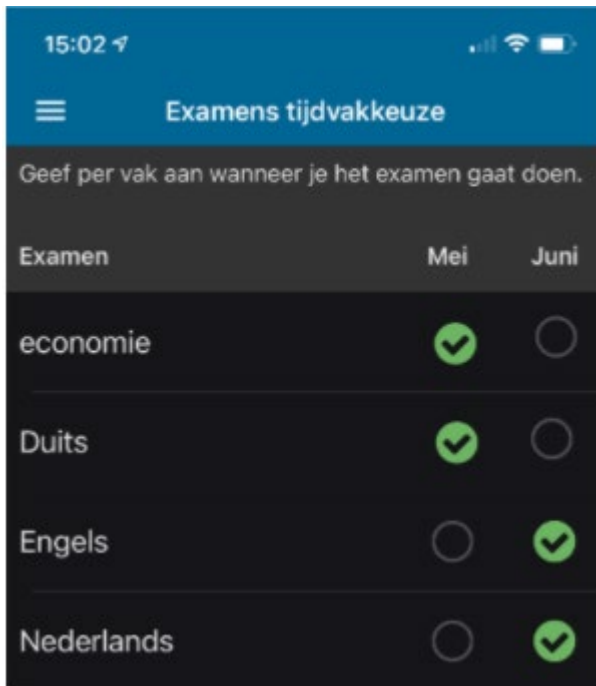 15:02
Examens tijdvakkeuze
Geef per vak aan wanneer je het examen gaat doen.
Examen Mei Juni
economie
Duits
Engels
Nederlands